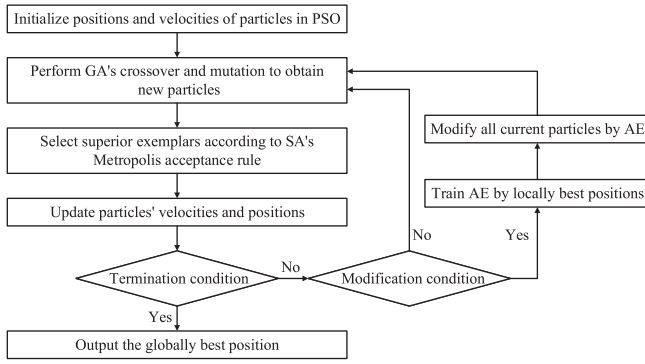 Initialize positions and velocities of particles in PSO
Perform GA's crossover and mutation to obtain
new particles
Select superior exemplars according to SA's
Metropolis acceptance rule
Update particles' velocities and positions
Termination condition
No
Modification condition
No
Yes
Train AE by locally best positions
Modify all current particles by AE
Yes
Output the globally best position